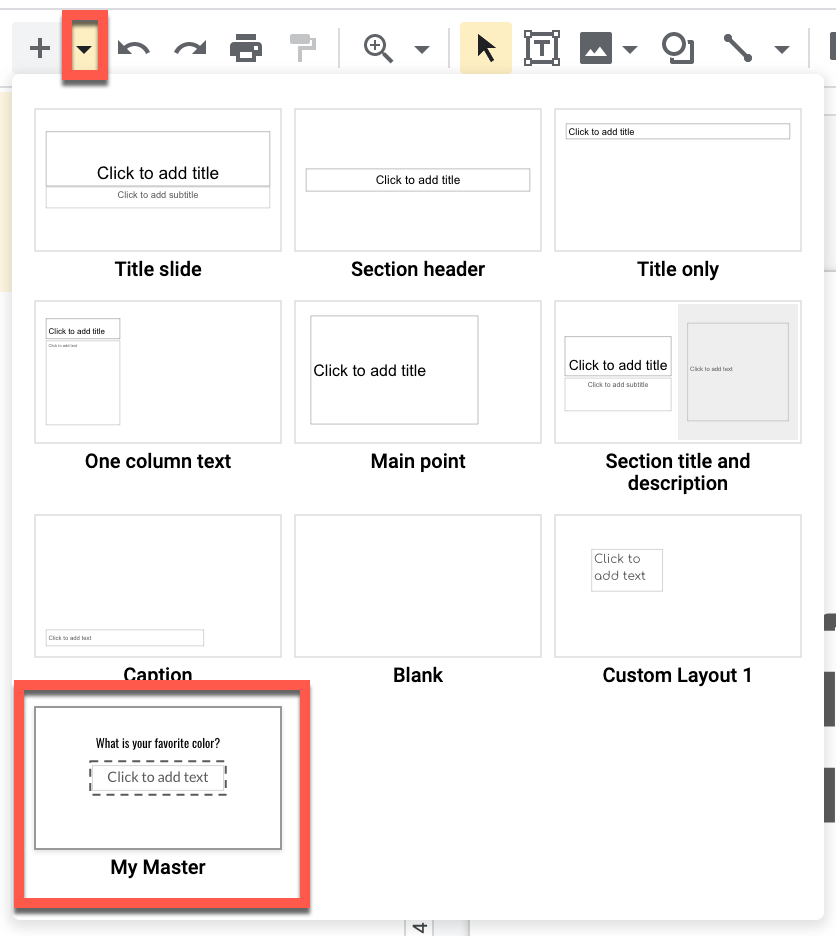 Click to add title
Click to add subtitle
Title slide
Click to add title
Section header
Click to add title
Title only
Click to add title
Click to add text
One column text
Click to add title
Main point
Click to add title
Click to add subtitle
Click to add text
Section title and
description
Click to add text
Caption
Blank
Click to
add text
Custom Layout 1
What is your favorite color?
Click to add text
My Master
4